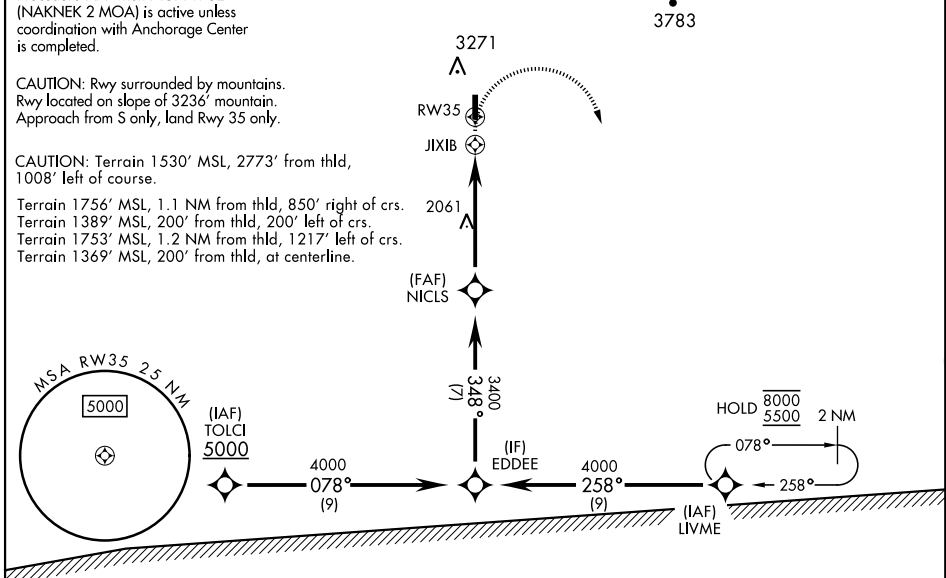 (NAKNEK 2 MOA) is active unless
coordination with Anchorage Center
is completed.
CAUTION: Rwy surrounded by mountains.
Rwy located on slope of 3236' mountain.
Approach from S only, land Rwy 35 only.
CAUTION: Terrain 1530' MSL, 2773' from thld,
1008' left of course.
Terrain 1756' MSL, 1.1 NM from thld, 850' right of crs.
Terrain 1389' MSL, 200' from thld, 200' left of crs.
Terrain 1753' MSL, 1.2 NM from thld, 1217' left of crs.
Terrain 1369' MSL, 200' from thld, at centerline.
3783
3271
RW35
JIXIB
2061
(FAF)
NICLS
3400
348°
(7)
MSA RW35 25 NM
5000
(IAF)
TOLCI
5000
4000
078°
(9)
(IF)
EDDEE
4000
258°
(9)
HOLD 8000
5500
2 NM
078°
258°
(IAF)
LIVME